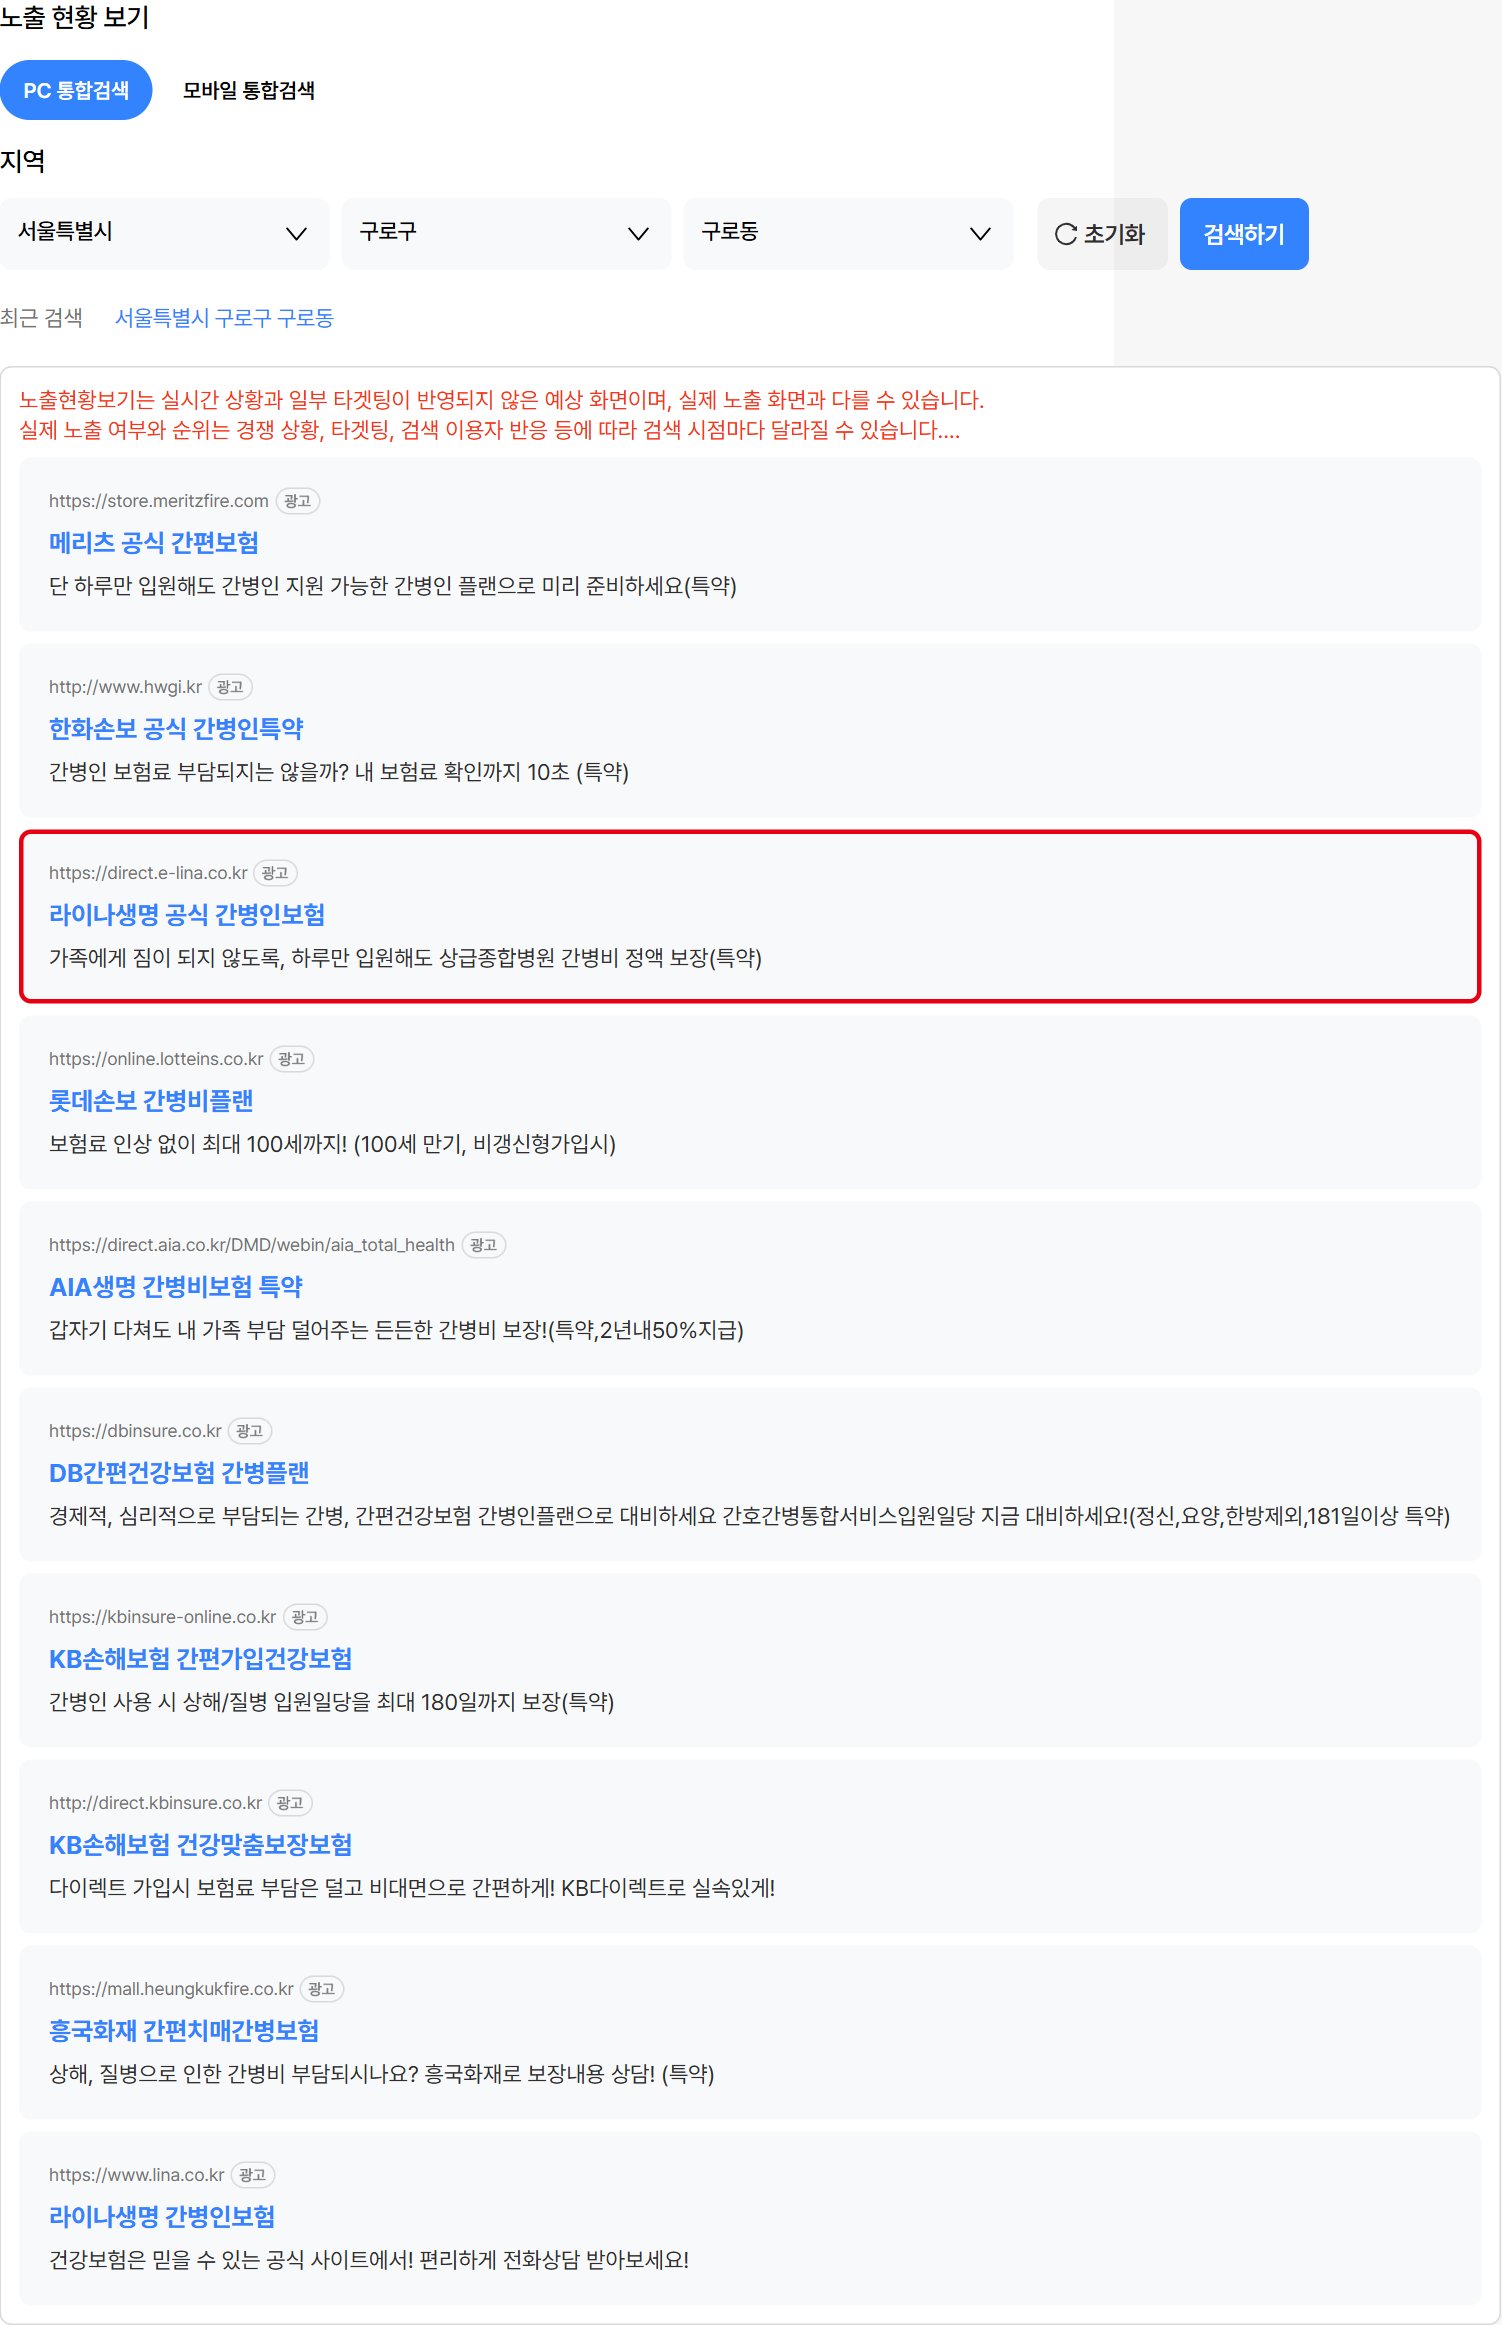 노출 현황 보기
PC 통합검색 모바일 통합검색
지역
서울특별시 구로구 구로동 초기화 검색하기
최근 검색 서울특별시 구로구 구로동
노출현황보기는 실시간 상황과 일부 타겟팅이 반영되지 않은 예상 화면이며, 실제 노출 화면과 다를 수 있습니다.
실제 노출 여부와 순위는 경쟁 상황, 타겟팅, 검색 이용자 반응 등에 따라 검색 시점마다 달라질 수 있습니다....
https://store.meritzfire.com 광고
메리츠 공식 간편보험
단 하루만 입원해도 간병인 지원 가능한 간병인 플랜으로 미리 준비하세요(특약)
http://www.hwgi.kr 광고
한화손보 공식 간병인특약
간병인 보험료 부담되지는 않을까? 내 보험료 확인까지 10초 (특약)
https://direct.e-lina.co.kr 광고
라이나생명 공식 간병인보험
가족에게 짐이 되지 않도록, 하루만 입원해도 상급종합병원 간병비 정액 보장(특약)
https://online.lotteins.co.kr 광고
롯데손보 간병비플랜
보험료 인상 없이 최대 100세까지! (100세 만기, 비갱신형가입시)
https://direct.aia.co.kr/DMD/webin/aia_total_health 광고
AIA생명 간병비보험 특약
갑자기 다쳐도 내 가족 부담 덜어주는 든든한 간병비 보장!(특약,2년내50%지급)
https://dbinsure.co.kr 광고
DB간편건강보험 간병플랜
경제적, 심리적으로 부담되는 간병, 간편건강보험 간병인플랜으로 대비하세요 간호간병통합서비스입원일당 지금 대비하세요!(정신,요양,한방제외,181일이상 특약)
https://kbinsure-online.co.kr 광고
KB손해보험 간편가입건강보험
간병인 사용 시 상해/질병 입원일당을 최대 180일까지 보장(특약)
http://direct.kbinsure.co.kr 광고
KB손해보험 건강맞춤보장보험
다이렉트 가입시 보험료 부담은 덜고 비대면으로 간편하게! KB다이렉트로 실속있게!
https://mall.heungkukfire.co.kr 광고
흥국화재 간편치매간병보험
상해, 질병으로 인한 간병비 부담되시나요? 흥국화재로 보장내용 상담! (특약)
https://www.lina.co.kr 광고
라이나생명 간병인보험
건강보험은 믿을 수 있는 공식 사이트에서! 편리하게 전화상담 받아보세요!